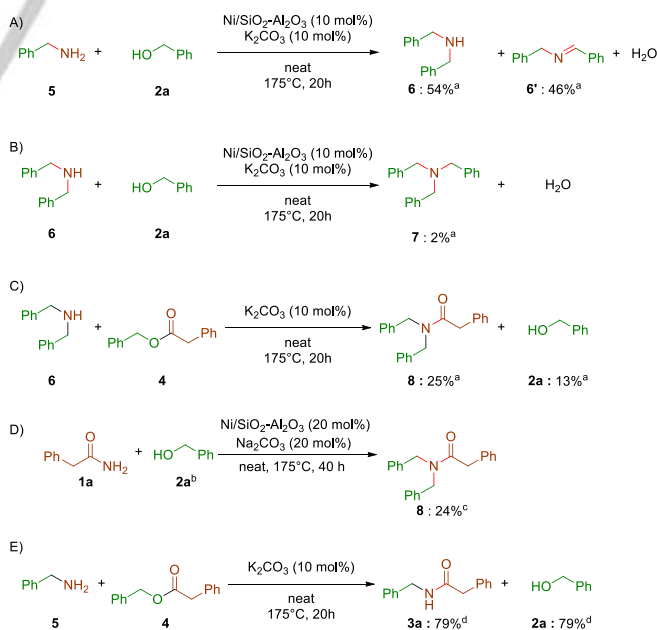 A)
Ph NH2 + HO Ph
Ni/SiO2-Al2O3 (10 mol%)
K2CO3 (10 mol%)
neat
175°C, 20h
Ph NH Ph + Ph N Ph + H2O
5 2a 6 : 54%a 6' : 46%a
B)
Ph NH Ph + HO Ph
Ni/SiO2-Al2O3 (10 mol%)
K2CO3 (10 mol%)
neat
175°C, 20h
Ph N Ph Ph + H2O
6 2a 7 : 2%a
C)
Ph NH Ph + Ph O O Ph
K2CO3 (10 mol%)
neat
175°C, 20h
Ph N O Ph Ph + HO Ph
6 4 8 : 25%a 2a : 13%a
D)
Ph O NH2 + HO Ph
Ni/SiO2-Al2O3 (20 mol%)
Na2CO3 (20 mol%)
neat, 175°C, 40 h
Ph N O Ph Ph
1a 2ab 8 : 24%c
E)
Ph NH2 + Ph O O Ph
K2CO3 (10 mol%)
neat
175°C, 20h
Ph N H O Ph + HO Ph
5 4 3a : 79%d 2a : 79%d